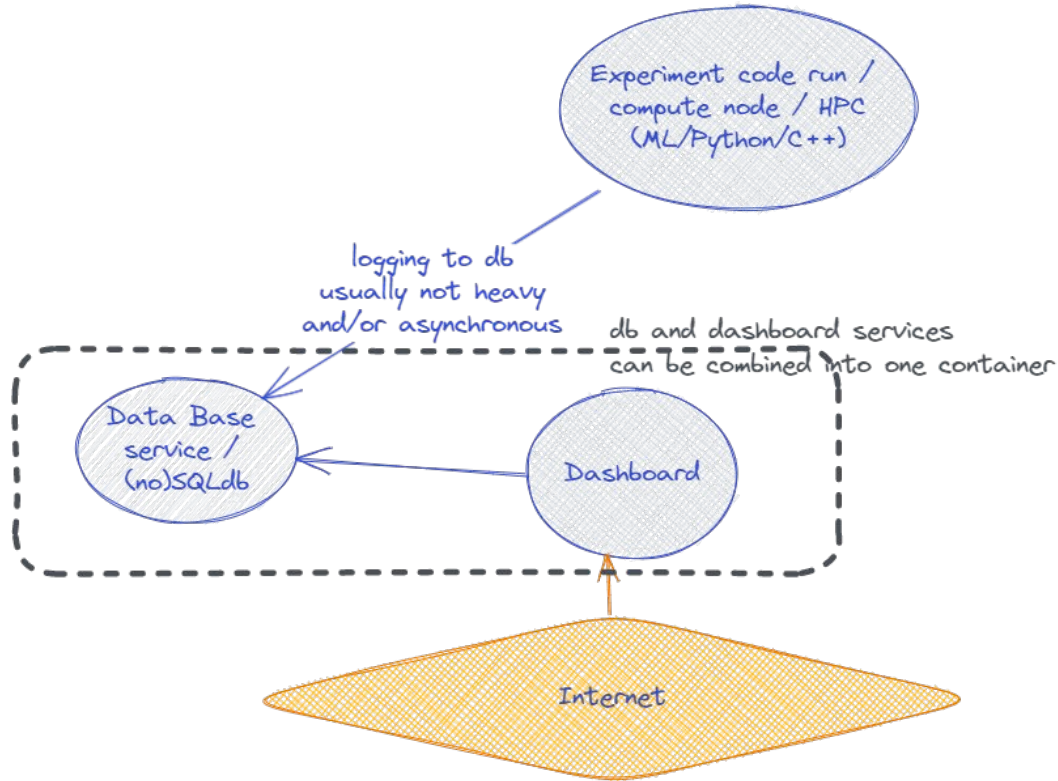 Experiment code run /
compute node / HPC
(ML/Python/C++)
logging to db
usually not heavy
and/or asynchronous
db and dashboard services
can be combined into one container
Data Base
service /
(no)SQLdb
Dashboard
Internet